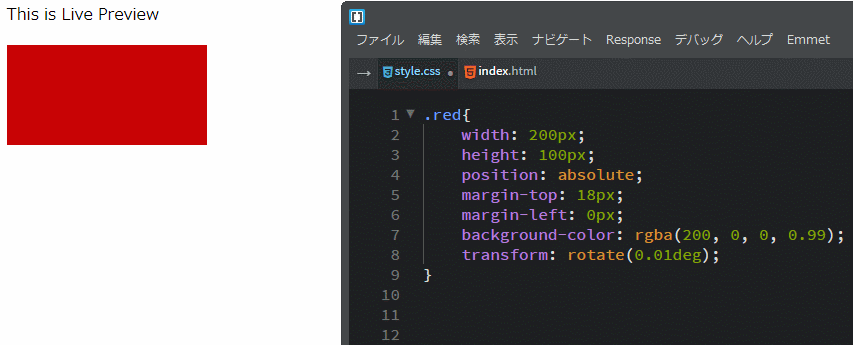 This is Live Preview
ファイル 編集 検索 表示 ナビゲート Response デバッグ ヘルプ Emmet
→ style.css ● index.html
1 ▼ .red{
2 width: 200px;
3 height: 100px;
4 position: absolute;
5 margin-top: 18px;
6 margin-left: 0px;
7 background-color: rgba(200, 0, 0, 0.99);
8 transform: rotate(0.01deg);
9 }
10
11
12